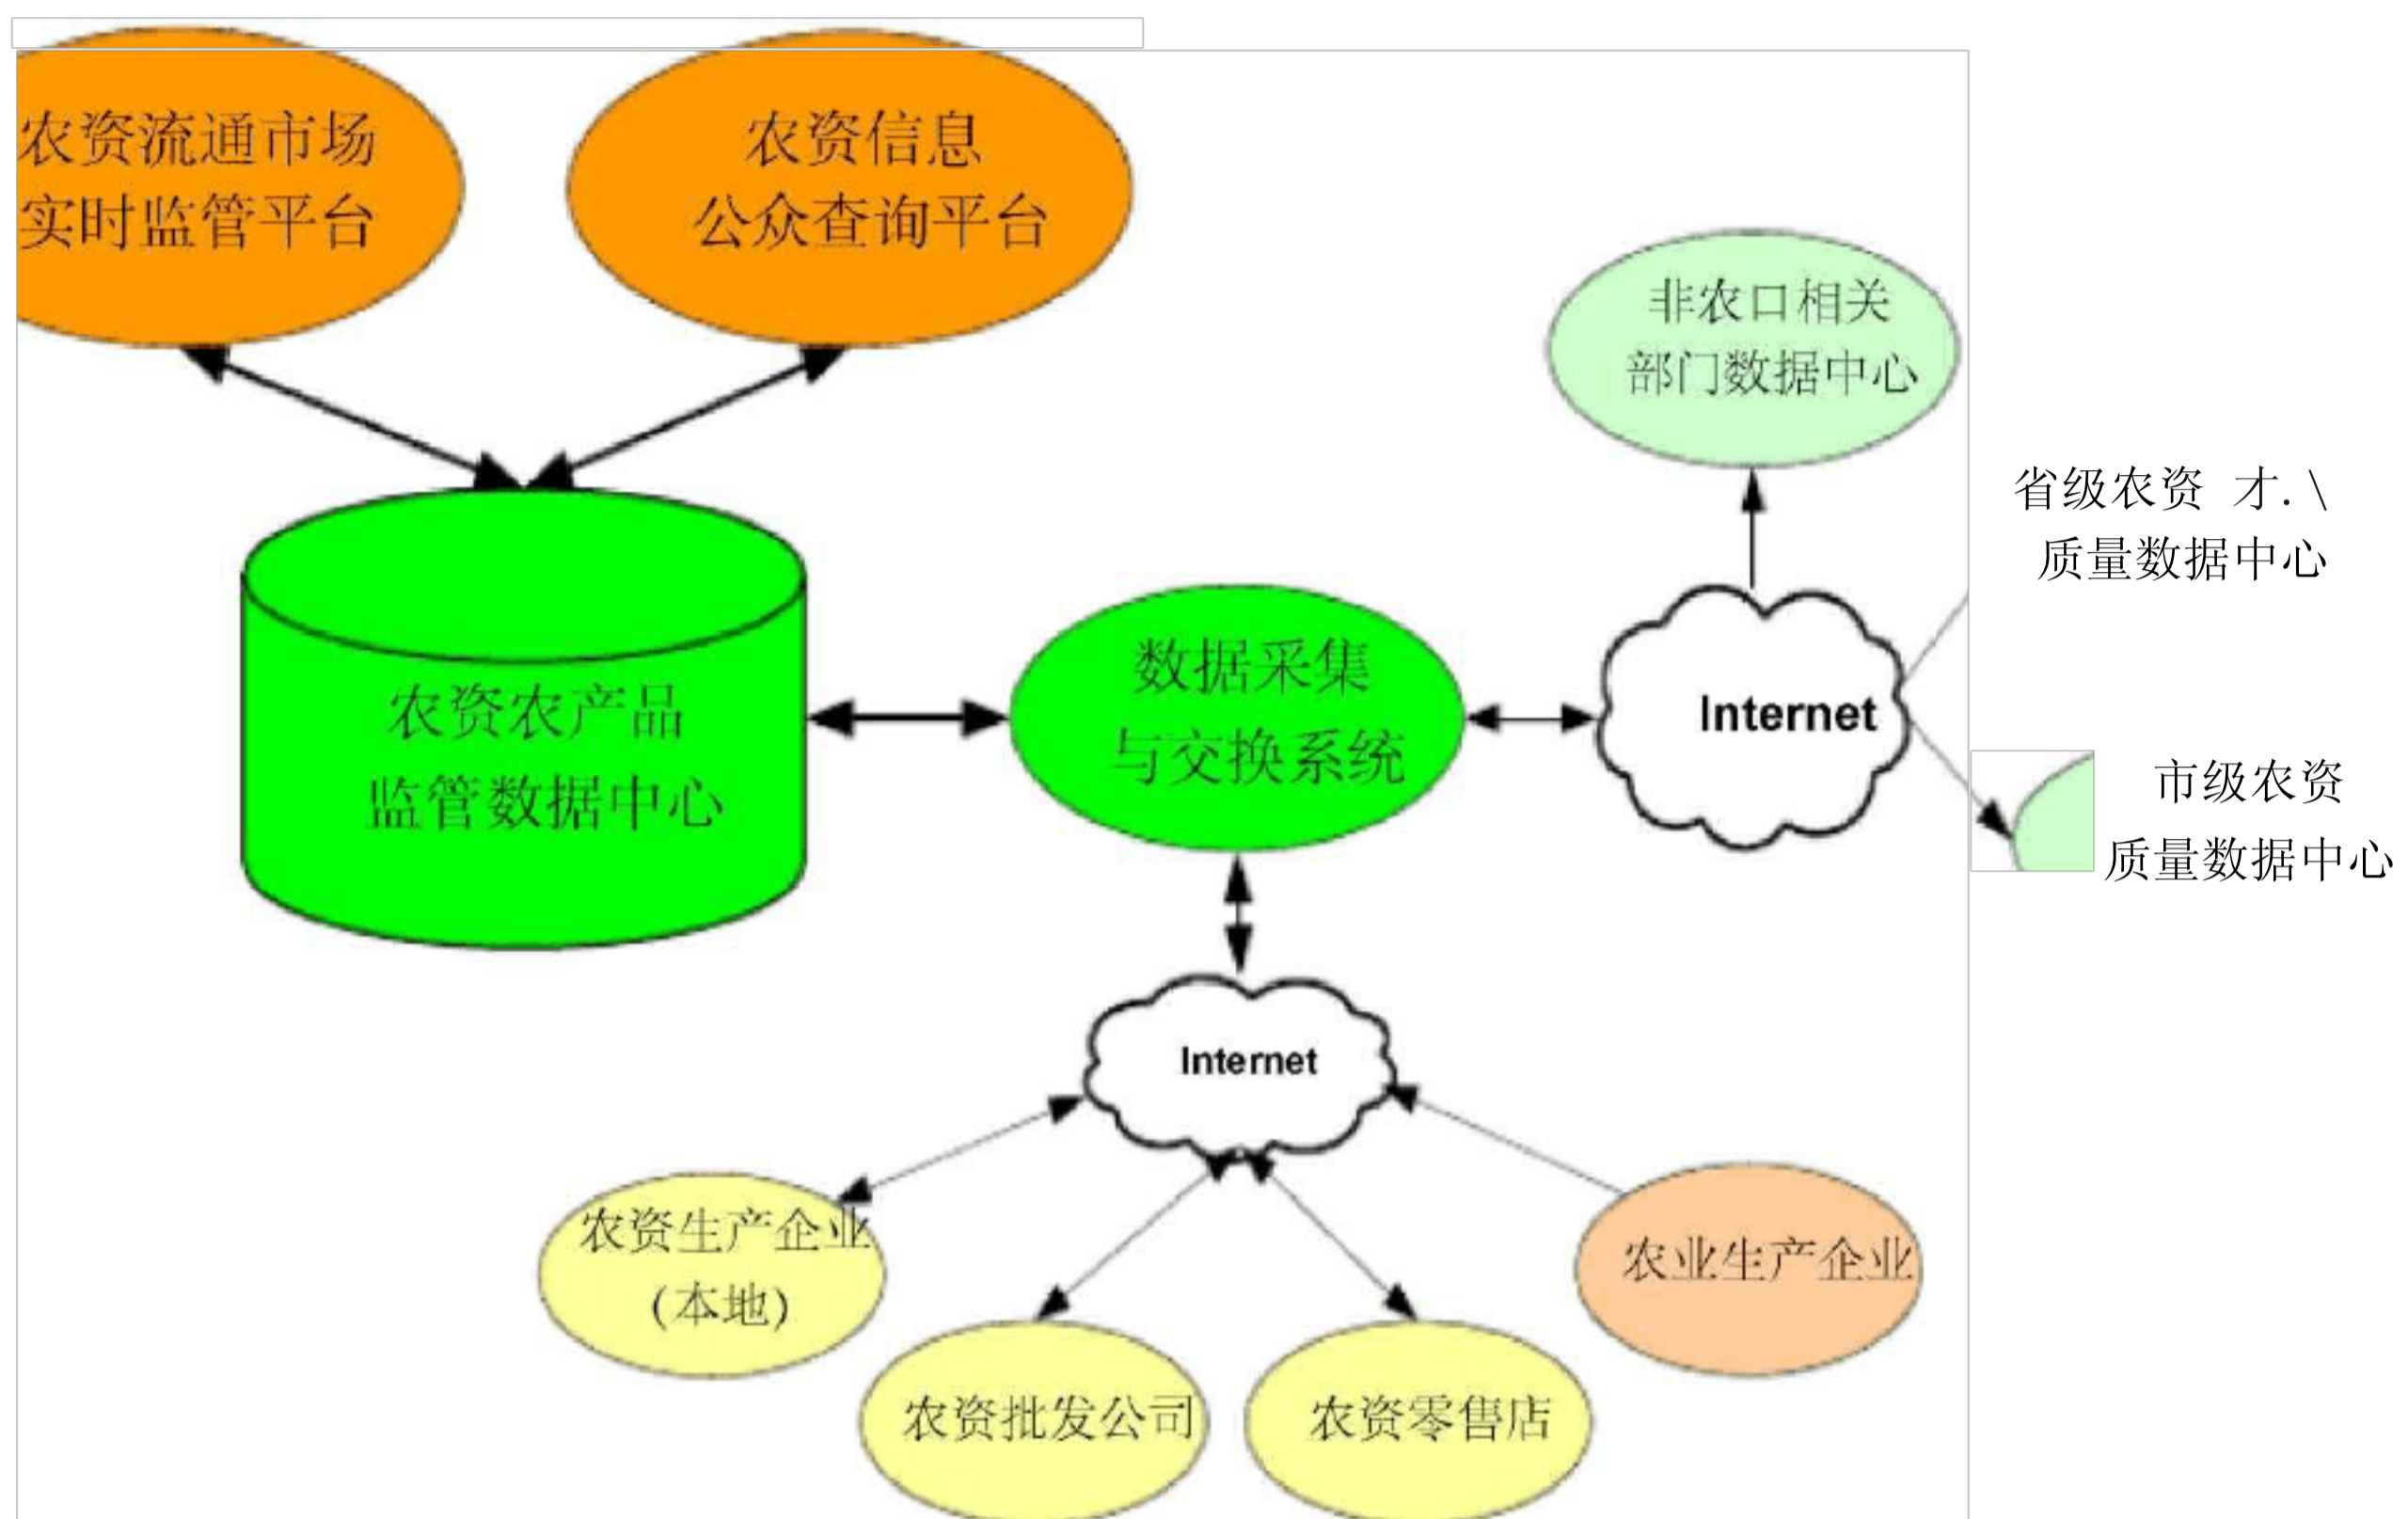 农资流通市场
实时监管平台
农资信息
公众查询平台
非农口相关
部门数据中心
省级农资 才. \
质量数据中心
农资农产品
监管数据中心
数据采集
与交换系统
Internet
市级农资
质量数据中心
Internet
农资生产企业
(本地)
农业生产企业
农资批发公司
农资零售店